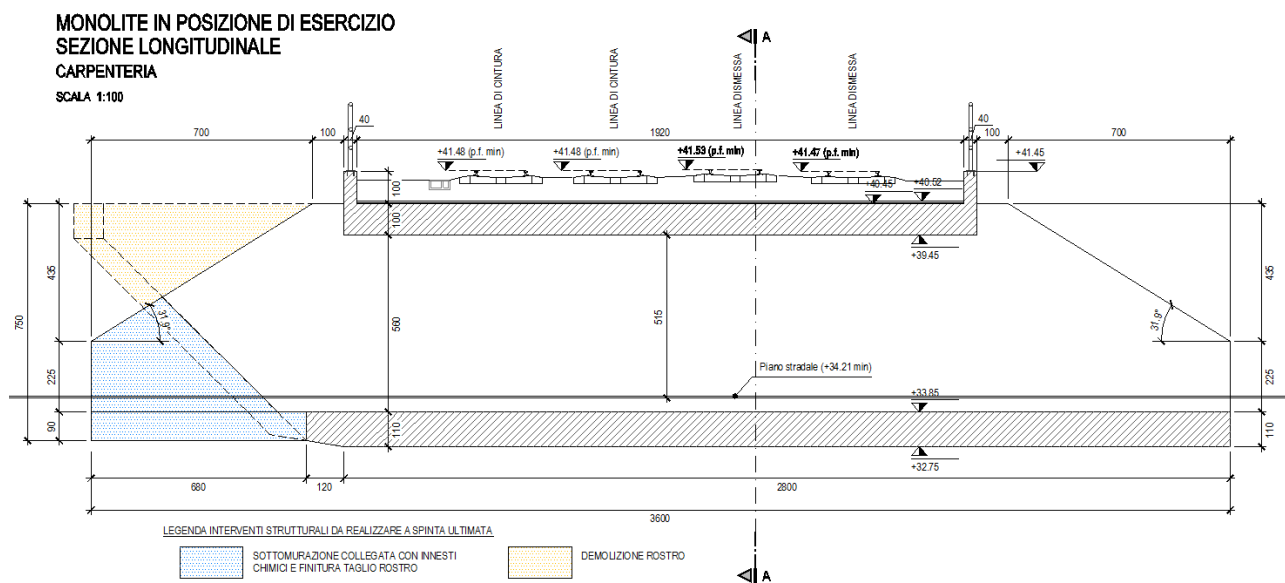 MONOLITE IN POSIZIONE DI ESERCIZIO
SEZIONE LONGITUDINALE
CARPENTERIA
SCALA 1:100
A
LINEA DI CINTURA
LINEA DI CINTURA
LINEA DISMESSA
LINEA DISMESSA
700
100
40
1920
40
100
700
+41.48 (p.f. min)
+41.48 (p.f. min)
+41.53 (p.f. min)
+41.47 (p.f. min)
+41.45
+40.45
+40.52
100
100
+39.45
435
750
560
515
435
31.9°
31.9°
225
225
Piano stradale (+34.21 min)
+33.85
90
110
110
+32.75
680
120
2800
3600
LEGENDA INTERVENTI STRUTTURALI DA REALIZZARE A SPINTA ULTIMATA
SOTTOMURAZIONE COLLEGATA CON INNESTI
CHIMICI E FINITURA TAGLIO ROSTRO
DEMOLIZIONE ROSTRO
A